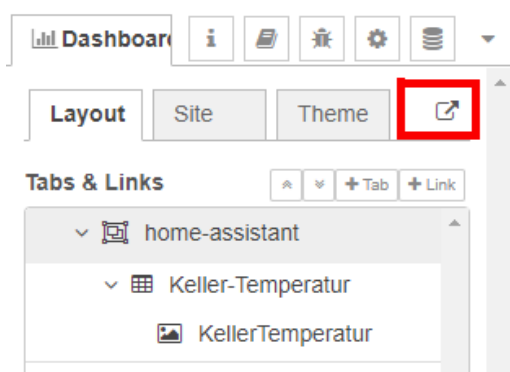 Dashboar
Layout Site Theme
Tabs & Links + Tab + Link
home-assistant
Keller-Temperatur
KellerTemperatur